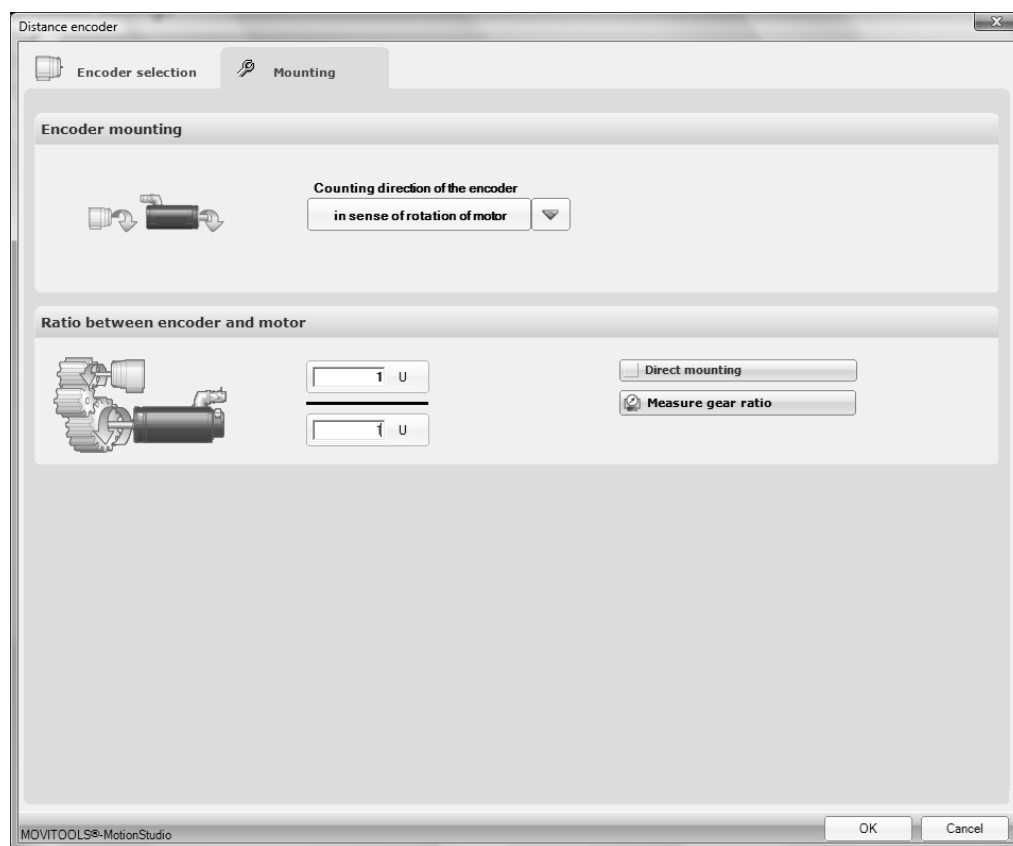 Distance encoder
Encoder selection
Mounting
Encoder mounting
Counting direction of the encoder
in sense of rotation of motor
Ratio between encoder and motor
1 U
Direct mounting
Measure gear ratio
1 U
MOVITOOLS®-MotionStudio
OK
Cancel